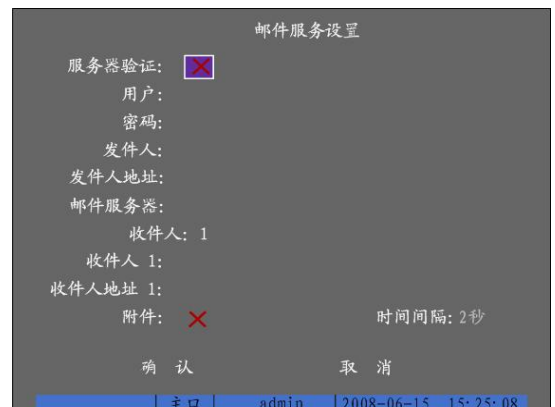 邮件服务设置
服务器验证:
用户:
密码:
发件人:
发件人地址:
邮件服务器:
收件人: 1
收件人 1:
收件人地址 1:
附件: 时间间隔: 2秒
确 认 取 消
主口 admin 2008-06-15 15:25:08